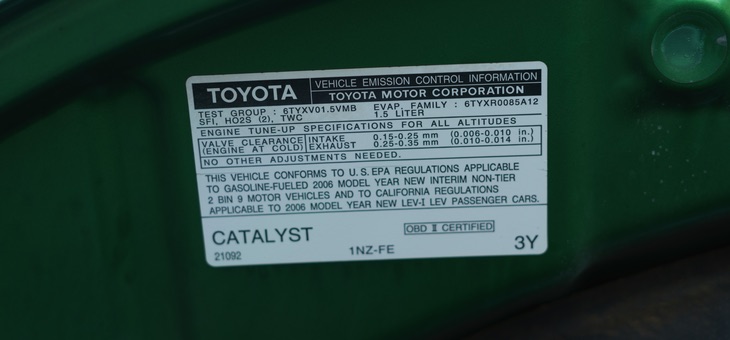 TOYOTA
VEHICLE EMISSION CONTROL INFORMATION
TOYOTA MOTOR CORPORATION
TEST GROUP : 6TYXV01.5VMB EVAP. FAMILY : 6TYXR0085A12
SFI, HO2S (2), TWC 1.5 LITER
ENGINE TUNE-UP SPECIFICATIONS FOR ALL ALTITUDES
VALVE CLEARANCE INTAKE 0.15-0.25 mm (0.006-0.010 in.)
(ENGINE AT COLD) EXHAUST 0.25-0.35 mm (0.010-0.014 in.)
NO OTHER ADJUSTMENTS NEEDED.
THIS VEHICLE CONFORMS TO U.S. EPA REGULATIONS APPLICABLE
TO GASOLINE-FUELED 2006 MODEL YEAR NEW INTERIM NON-TIER
2 BIN 9 MOTOR VEHICLES AND TO CALIFORNIA REGULATIONS
APPLICABLE TO 2006 MODEL YEAR NEW LEV-I LEV PASSENGER CARS.
CATALYST OBD II CERTIFIED
21092 1NZ-FE 3Y